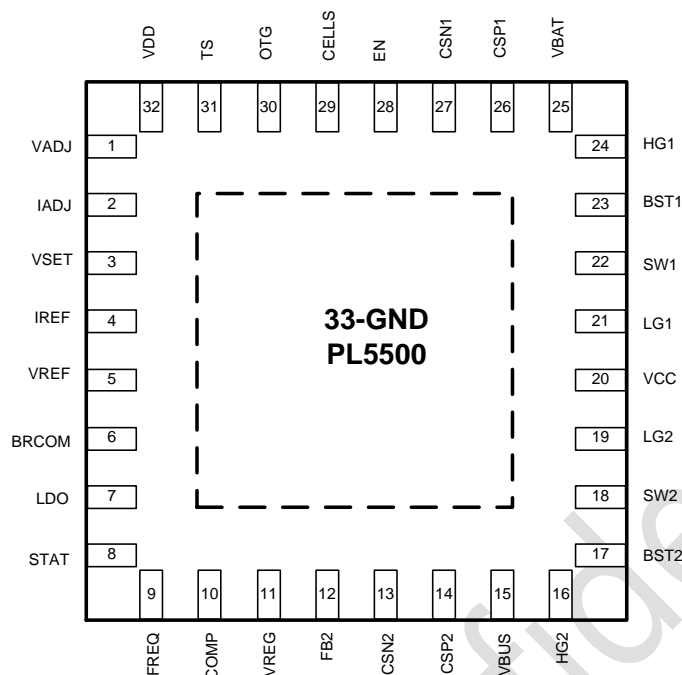 VDD
TS
OTG
CELLS
EN
CSN1
CSP1
VBAT
32
31
30
29
28
27
26
25
VADJ 1
IADJ 2
VSET 3
IREF 4
VREF 5
BRCOM 6
LDO 7
STAT 8
33-GND
PL5500
24 HG1
23 BST1
22 SW1
21 LG1
20 VCC
19 LG2
18 SW2
17 BST2
9
10
11
12
13
14
15
16
FREQ
COMP
VREG
FB2
CSN2
CSP2
VBUS
HG2